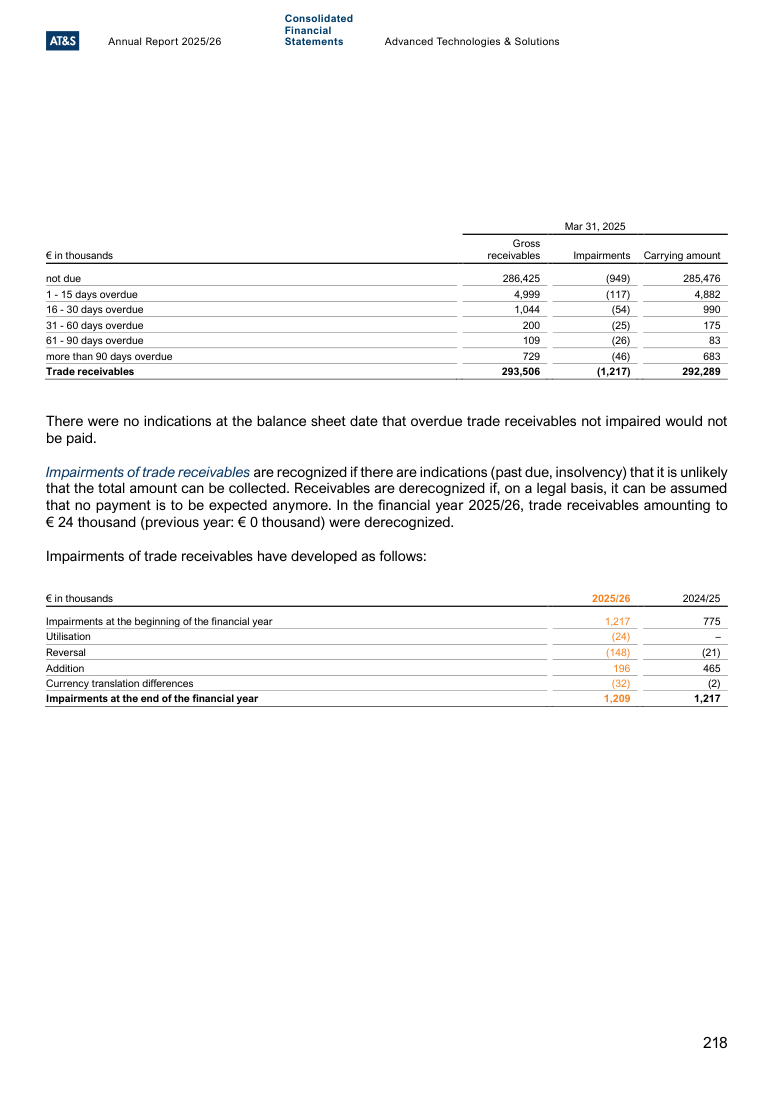 AT&S
Annual Report 2025/26
Consolidated
Financial
Statements
Advanced Technologies & Solutions
Mar 31, 2025
€ in thousands Gross receivables Impairments Carrying amount
not due 286,425 (949) 285,476
1 - 15 days overdue 4,999 (117) 4,882
16 - 30 days overdue 1,044 (54) 990
31 - 60 days overdue 200 (25) 175
61 - 90 days overdue 109 (26) 83
more than 90 days overdue 729 (46) 683
Trade receivables 293,506 (1,217) 292,289
There were no indications at the balance sheet date that overdue trade receivables not impaired would not
be paid.
Impairments of trade receivables are recognized if there are indications (past due, insolvency) that it is unlikely
that the total amount can be collected. Receivables are derecognized if, on a legal basis, it can be assumed
that no payment is to be expected anymore. In the financial year 2025/26, trade receivables amounting to
€ 24 thousand (previous year: € 0 thousand) were derecognized.
Impairments of trade receivables have developed as follows:
€ in thousands 2025/26 2024/25
Impairments at the beginning of the financial year 1,217 775
Utilisation (24) –
Reversal (148) (21)
Addition 196 465
Currency translation differences (32) (2)
Impairments at the end of the financial year 1,209 1,217
218